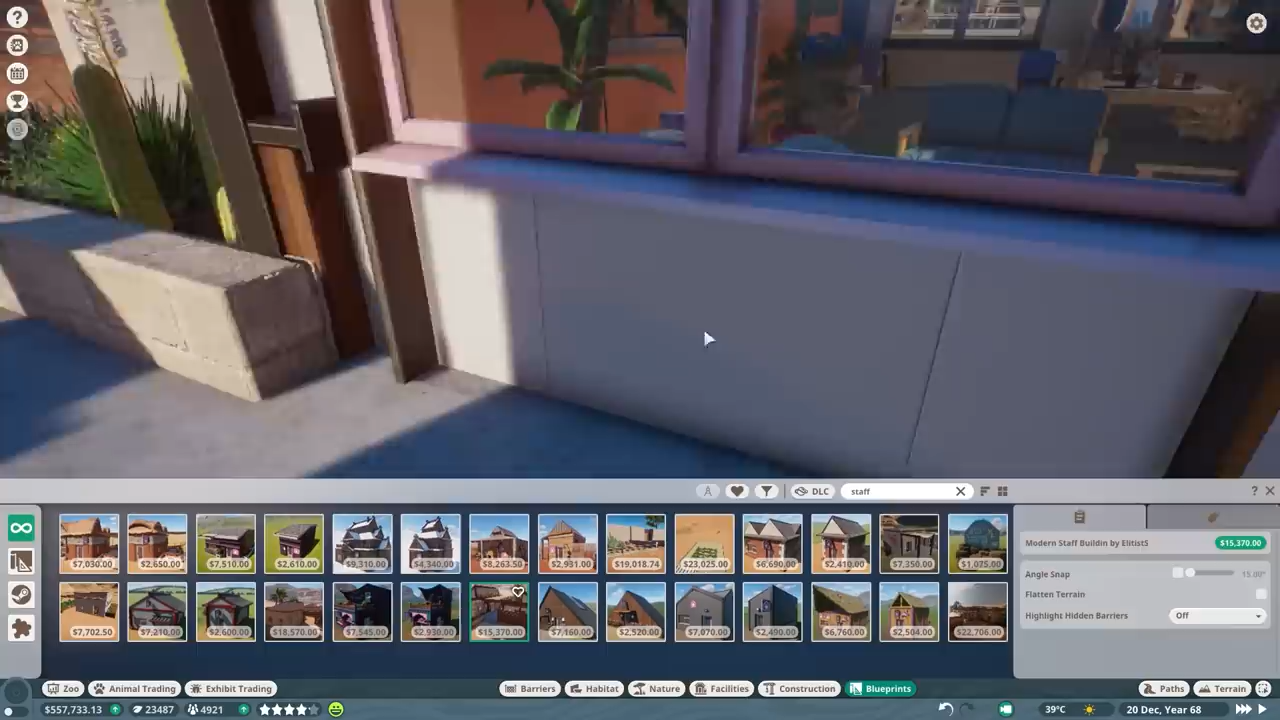 staff
DLC
$7,030.00 $2,650.00 $7,510.00 $2,610.00 $9,310.00 $4,340.00 $8,263.50 $2,931.00 $19,018.74 $23,025.00 $6,690.00 $2,410.00 $7,350.00 $1,075.00
$7,702.50 $7,210.00 $2,600.00 $18,570.00 $7,545.00 $2,930.00 $15,370.00 $7,160.00 $2,520.00 $7,070.00 $2,490.00 $6,760.00 $2,504.00 $22,706.00
Modern Staff Buildin by ElitistS $15,370.00
Angle Snap 15.00°
Flatten Terrain
Highlight Hidden Barriers Off
Zoo Animal Trading Exhibit Trading Barriers Habitat Nature Facilities Construction Blueprints Paths Terrain
$557,733.13 23487 4921 39°C 20 Dec, Year 68